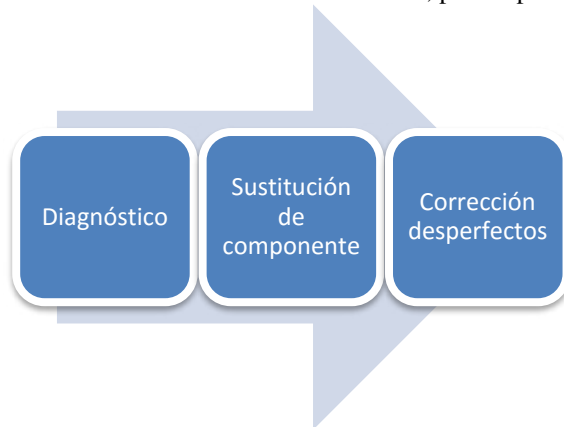 Diagnóstico
Sustitución
de
componente
Corrección
desperfectos